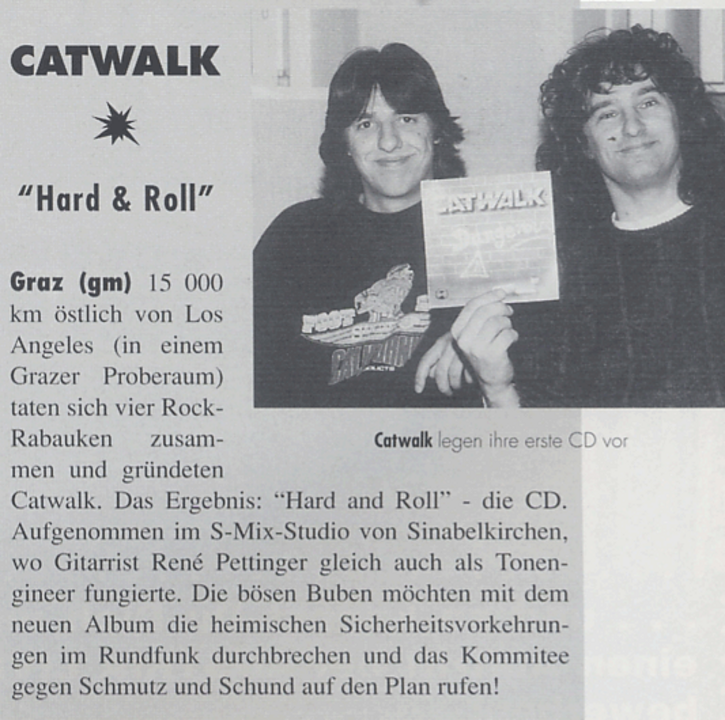 CATWALK
"Hard & Roll"
Graz (gm) 15 000
km östlich von Los
Angeles (in einem
Grazer Proberaum)
taten sich vier Rock-
Rabauken zusam-
men und gründeten
Catwalk. Das Ergebnis: "Hard and Roll" - die CD.
Aufgenommen im S-Mix-Studio von Sinabelkirchen,
wo Gitarrist René Pettinger gleich auch als Tonen-
gineer fungierte. Die bösen Buben möchten mit dem
neuen Album die heimischen Sicherheitsvorkehrun-
gen im Rundfunk durchbrechen und das Kommitee
gegen Schmutz und Schund auf den Plan rufen!
CATWALK
Catwalk legen ihre erste CD vor